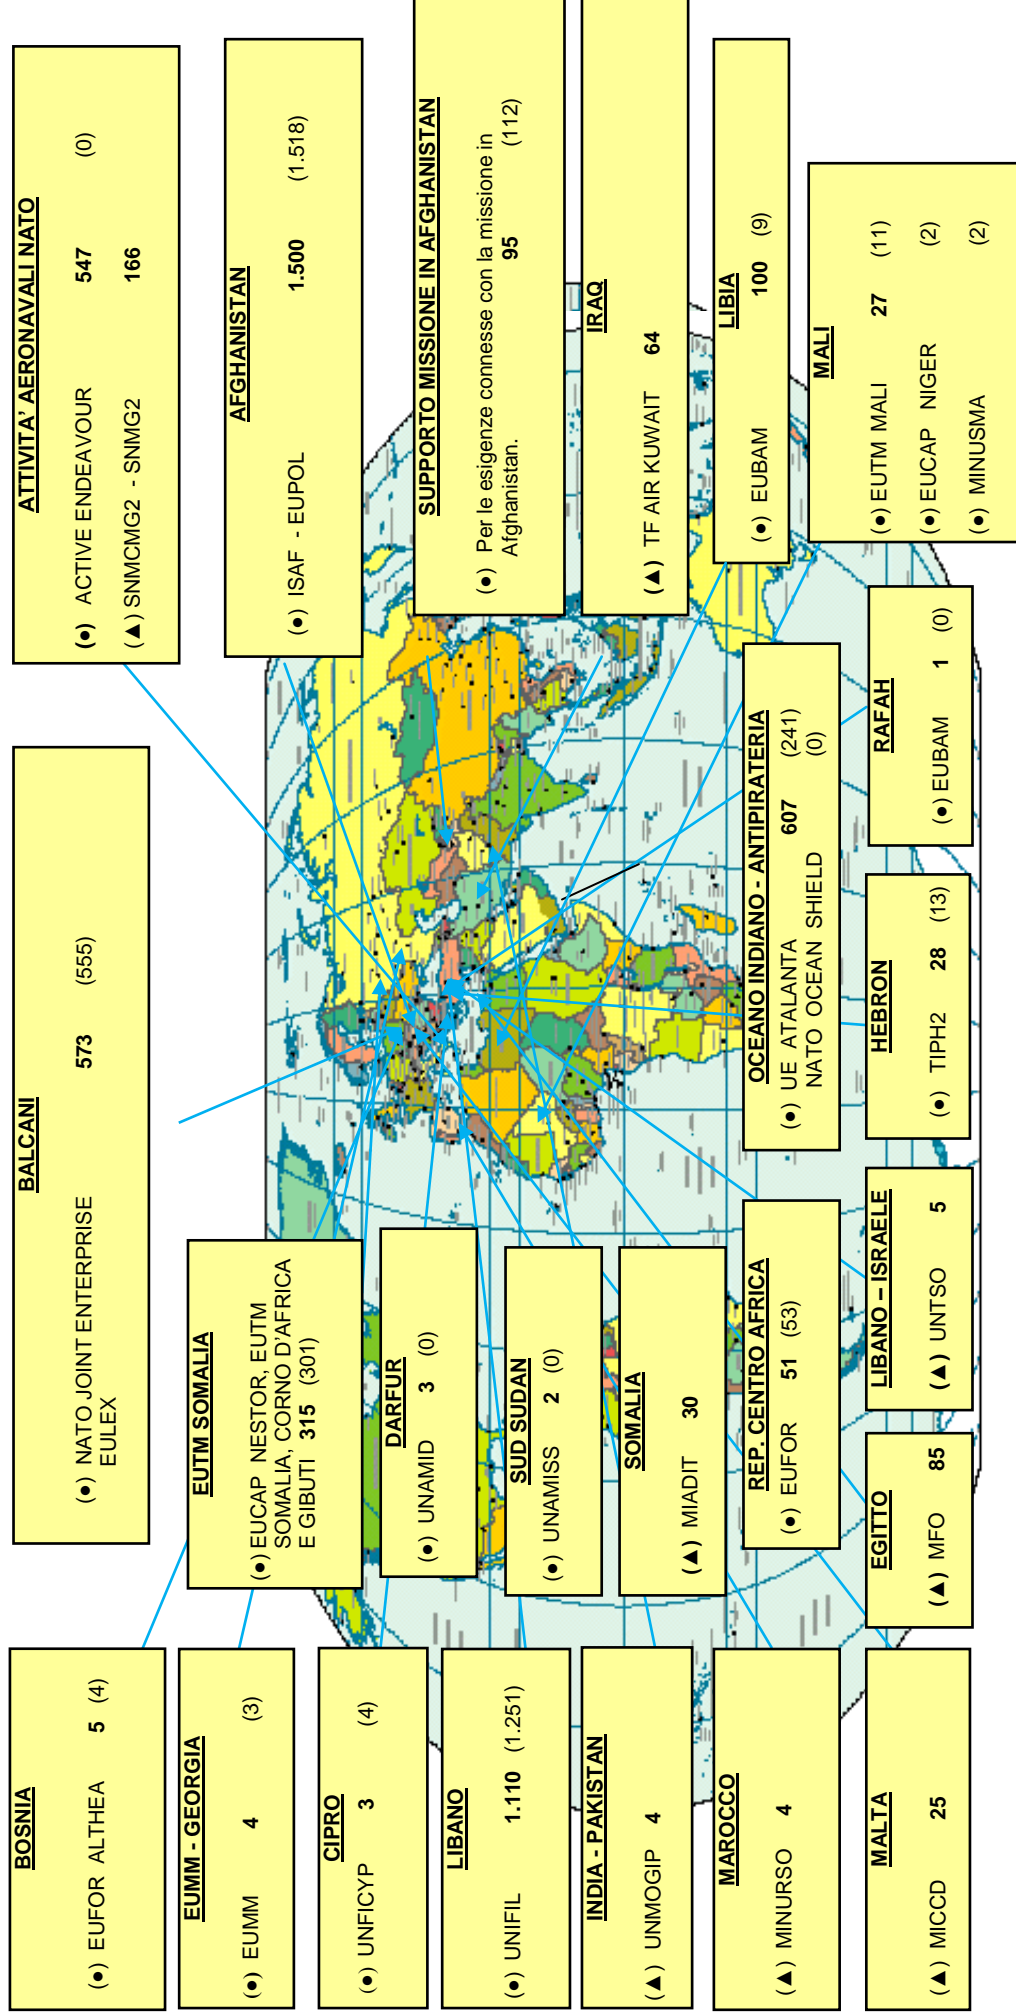 BOSNIA
(●) EUFOR ALTHEA 5 (4)
BALCANI
(●) NATO JOINT ENTERPRISE 573 (555)
EULEX
ATTIVITA' AERONAVALI NATO
(●) ACTIVE ENDEAVOUR 547 (0)
(▲) SNMCMG2 - SNMG2 166
EUMM - GEORGIA
(●) EUMM 4 (3)
EUTM SOMALIA
(●) EUCAP NESTOR, EUTM
SOMALIA, CORNO D'AFRICA
E GIBUTI 315 (301)
AFGHANISTAN
(●) ISAF - EUPOL 1.500 (1.518)
CIPRO
(●) UNFICYP 3 (4)
DARFUR
(●) UNAMID 3 (0)
SUPPORTO MISSIONE IN AFGHANISTAN
(●) Per le esigenze connesse con la missione in
Afghanistan. 95 (112)
LIBANO
(●) UNIFIL 1.110 (1.251)
SUD SUDAN
(●) UNAMISS 2 (0)
INDIA - PAKISTAN
(▲) UNMOGIP 4
SOMALIA
(▲) MIADIT 30
IRAQ
(▲) TF AIR KUWAIT 64
MAROCCO
(▲) MINURSO 4
REP. CENTRO AFRICA
(●) EUFOR 51 (53)
OCEANO INDIANO - ANTIPIRATERIA
(●) UE ATALANTA 607 (241)
NATO OCEAN SHIELD (0)
LIBIA
(●) EUBAM 100 (9)
MALI
(●) EUTM MALI 27 (11)
(●) EUCAP NIGER (2)
(●) MINUSMA (2)
MALTA
(▲) MICCD 25
EGITTO
(▲) MFO 85
LIBANO – ISRAELE
(▲) UNTSO 5
HEBRON
(●) TIPH2 28 (13)
RAFAH
(●) EUBAM 1 (0)